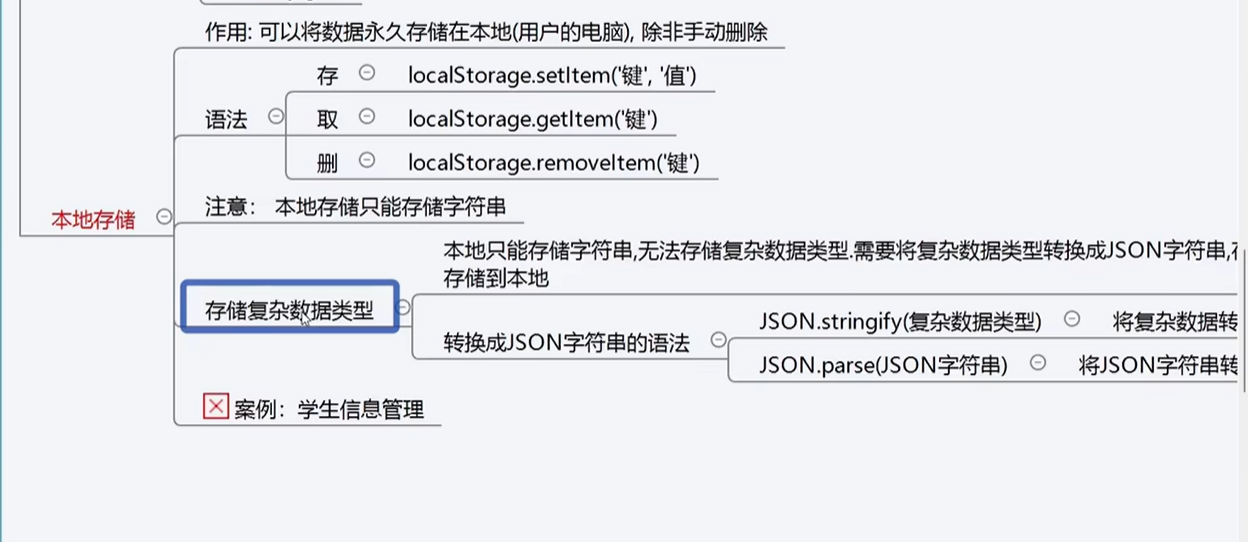 作用: 可以将数据永久存储在本地(用户的电脑), 除非手动删除
语法
存 localStorage.setItem('键', '值')
取 localStorage.getItem('键')
删 localStorage.removeItem('键')
本地存储
注意： 本地存储只能存储字符串
存储复杂数据类型
本地只能存储字符串,无法存储复杂数据类型.需要将复杂数据类型转换成JSON字符串,
存储到本地
转换成JSON字符串的语法
JSON.stringify(复杂数据类型) 将复杂数据转
JSON.parse(JSON字符串) 将JSON字符串转
案例：学生信息管理